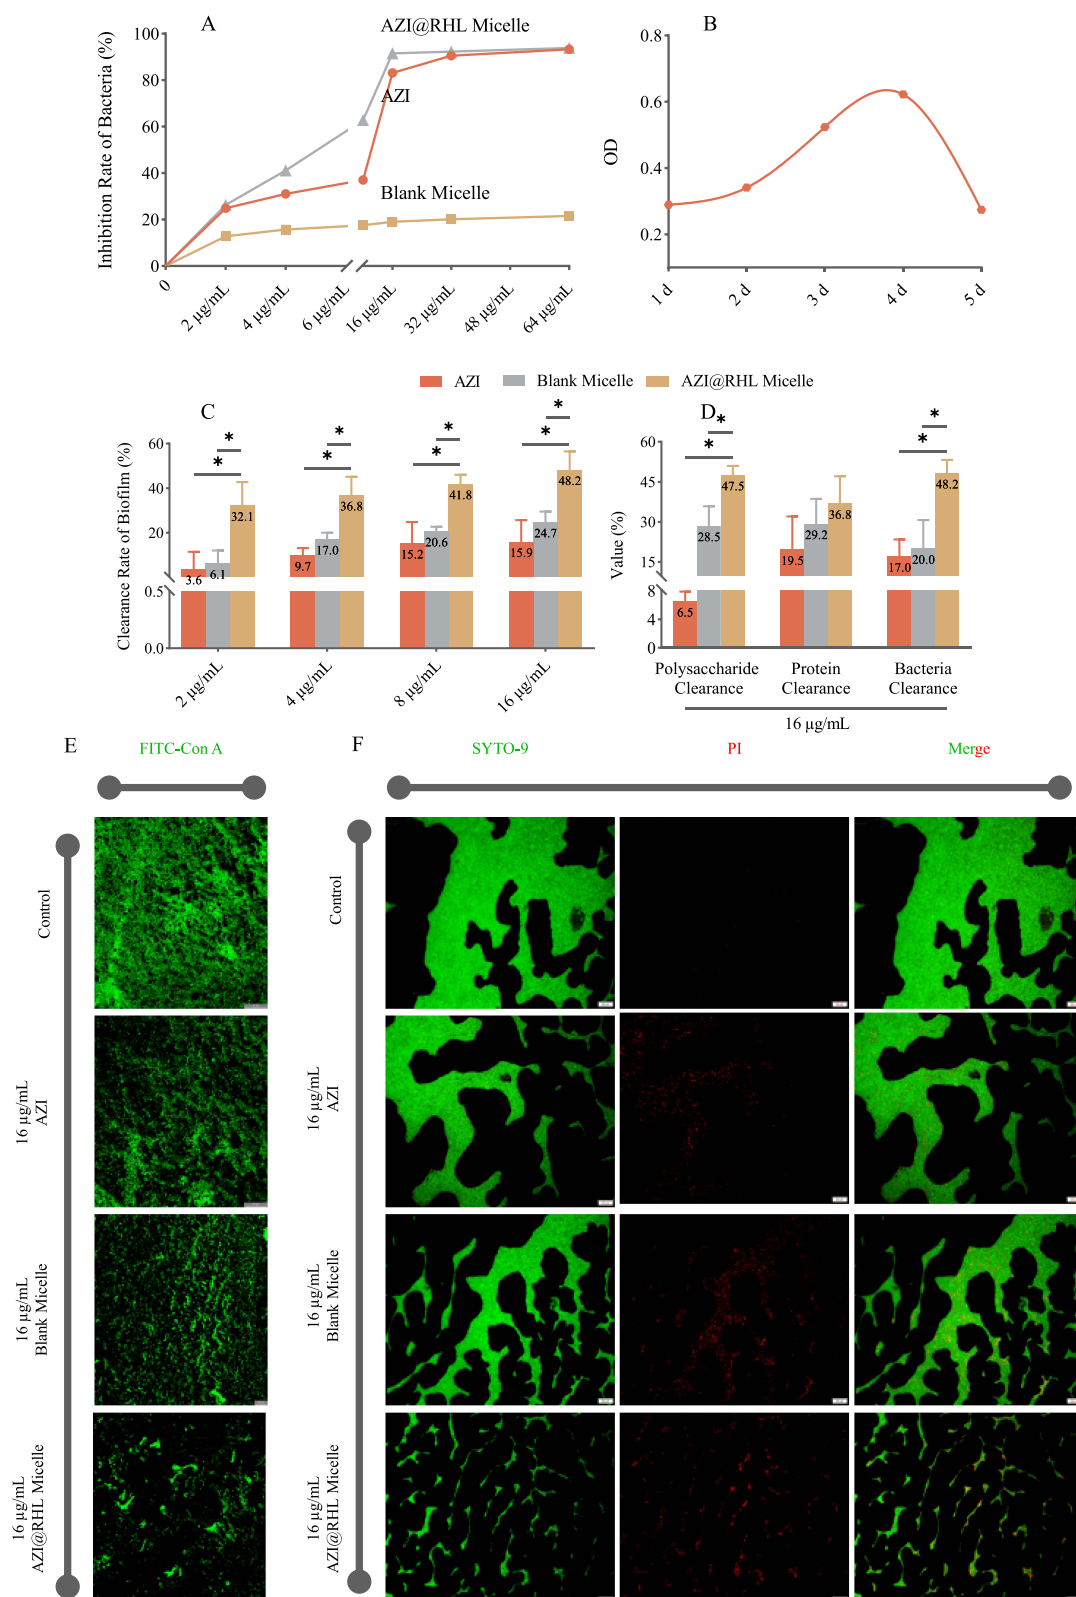 A
AZI@RHL Micelle
AZI
Blank Micelle
Inhibition Rate of Bacteria (%)
100
80
60
40
20
0
0
2 μg/mL
4 μg/mL
6 μg/mL
16 μg/mL
32 μg/mL
48 μg/mL
64 μg/mL
B
OD
0.8
0.6
0.4
0.2
1 d
2 d
3 d
4 d
5 d
AZI
Blank Micelle
AZI@RHL Micelle
C
Clearance Rate of Biofilm (%)
60
40
20
0.5
0.0
* * * * * * * *
3.6
6.1
32.1
9.7
17.0
36.8
15.2
20.6
41.8
15.9
24.7
48.2
2 μg/mL
4 μg/mL
8 μg/mL
16 μg/mL
D
Value (%)
60
45
30
15
8
4
0
* * * *
6.5
28.5
47.5
19.5
29.2
36.8
17.0
20.0
48.2
Polysaccharide
Clearance
Protein
Clearance
Bacteria
Clearance
16 μg/mL
E
FITC-Con A
F
SYTO-9
PI
Merge
Control
16 μg/mL
AZI
16 μg/mL
Blank Micelle
16 μg/mL
AZI@RHL Micelle
Control
16 μg/mL
AZI
16 μg/mL
Blank Micelle
16 μg/mL
AZI@RHL Micelle